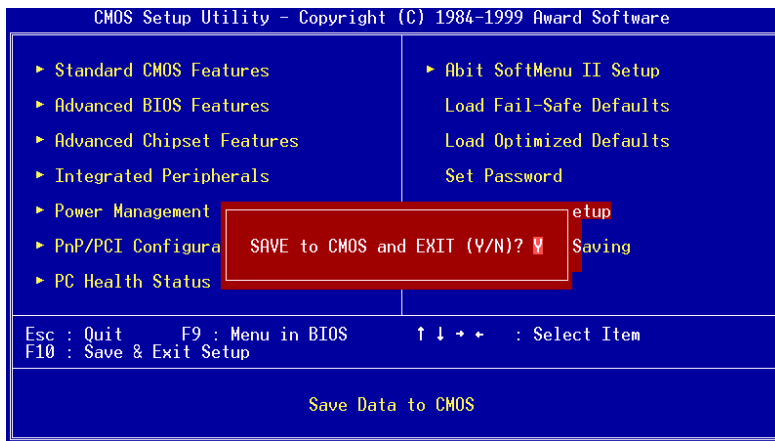 CMOS Setup Utility - Copyright (C) 1984-1999 Award Software
► Standard CMOS Features
► Advanced BIOS Features
► Advanced Chipset Features
► Integrated Peripherals
► Power Management
► PnP/PCI Configura
► PC Health Status
► Abit SoftMenu II Setup
Load Fail-Safe Defaults
Load Optimized Defaults
Set Password
etup
Saving
SAVE to CMOS and EXIT (Y/N)? Y
Esc : Quit F9 : Menu in BIOS ↑ ↓ → ← : Select Item
F10 : Save & Exit Setup
Save Data to CMOS